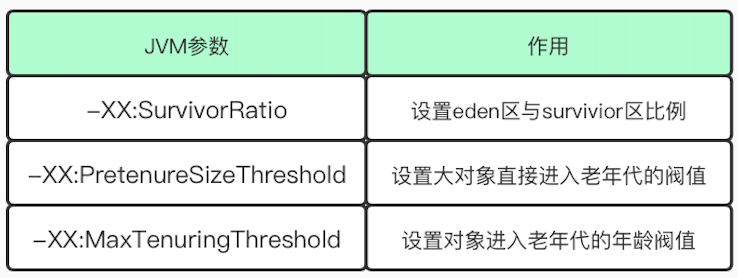 JVM参数
作用
-XX:SurvivorRatio
设置eden区与survivior区比例
-XX:PretenureSizeThreshold
设置大对象直接进入老年代的阀值
-XX:MaxTenuringThreshold
设置对象进入老年代的年龄阀值